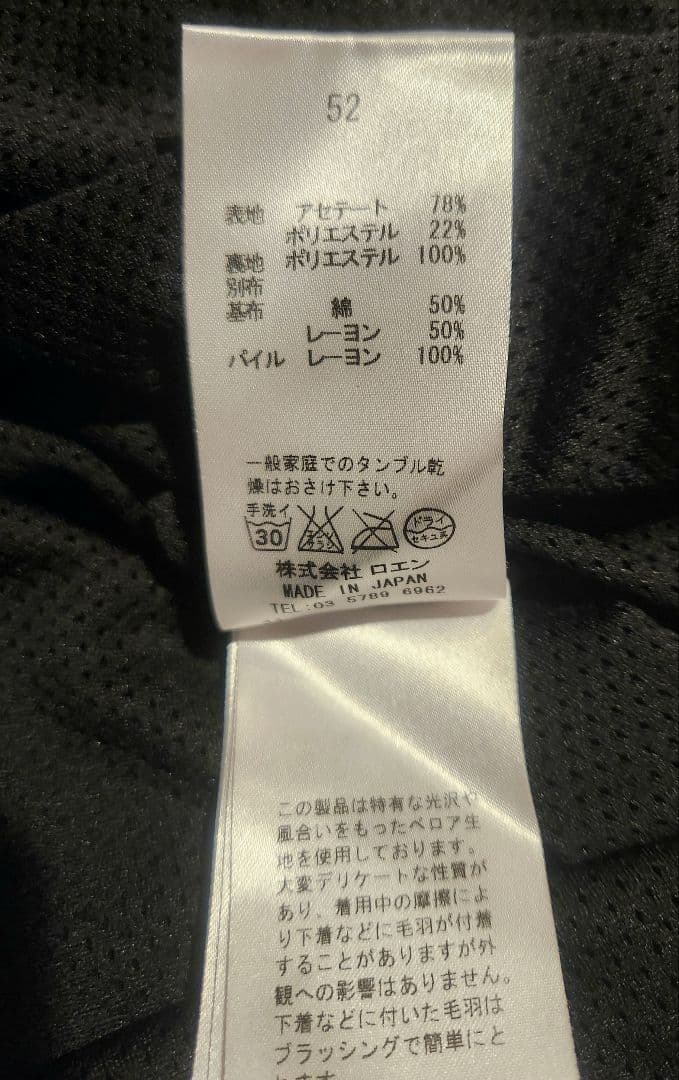 52
表地 アセテート 78%
ポリエステル 22%
裏地 ポリエステル 100%
別布
基布 綿 50%
レーヨン 50%
パイル レーヨン 100%
一般家庭でのタンブル乾
燥はおさけ下さい。
手洗イ
30 エンソサラシ ドライ セキユ系
株式会社 ロエン
MADE IN JAPAN
TEL:03 5789 6962
この製品は特有な光沢や
風合いをもったベロア生
地を使用しております。
大変デリケートな性質が
あり、着用中の摩擦によ
り下着などに毛羽が付着
することがありますが外
観への影響はありません。
下着などに付いた毛羽は
ブラッシングで簡単にと